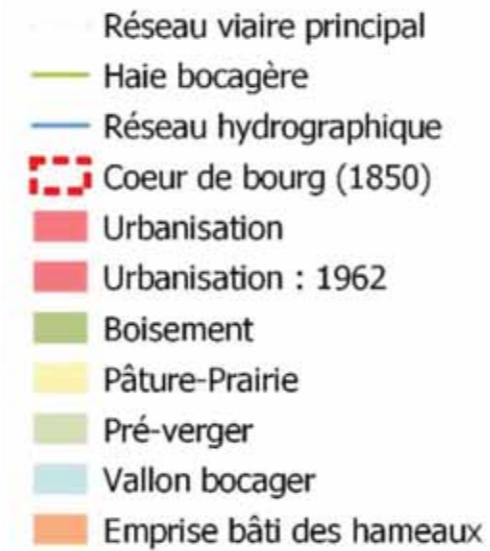 Réseau viaire principal
Haie bocagère
Réseau hydrographique
Coeur de bourg (1850)
Urbanisation
Urbanisation : 1962
Boisement
Pâture-Prairie
Pré-verger
Vallon bocager
Emprise bâti des hameaux